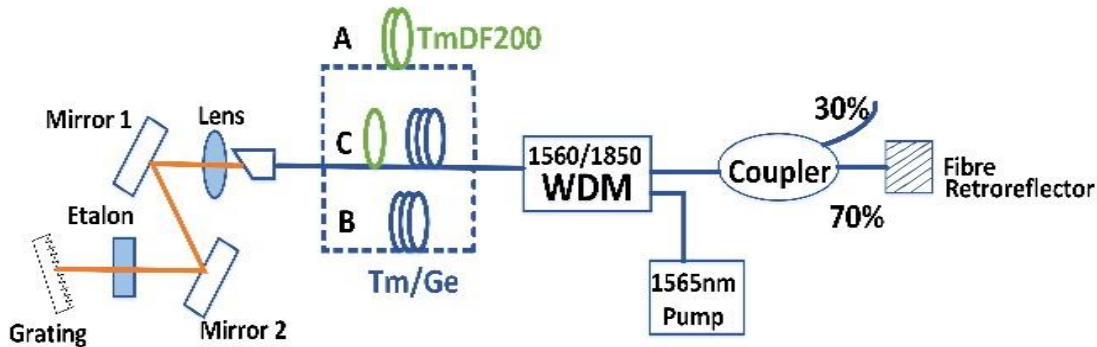 A
TmDF200
Mirror 1
Lens
C
30%
1560/1850
WDM
Coupler
Fibre
Retroreflector
Etalon
B
70%
Tm/Ge
1565nm
Pump
Grating
Mirror 2